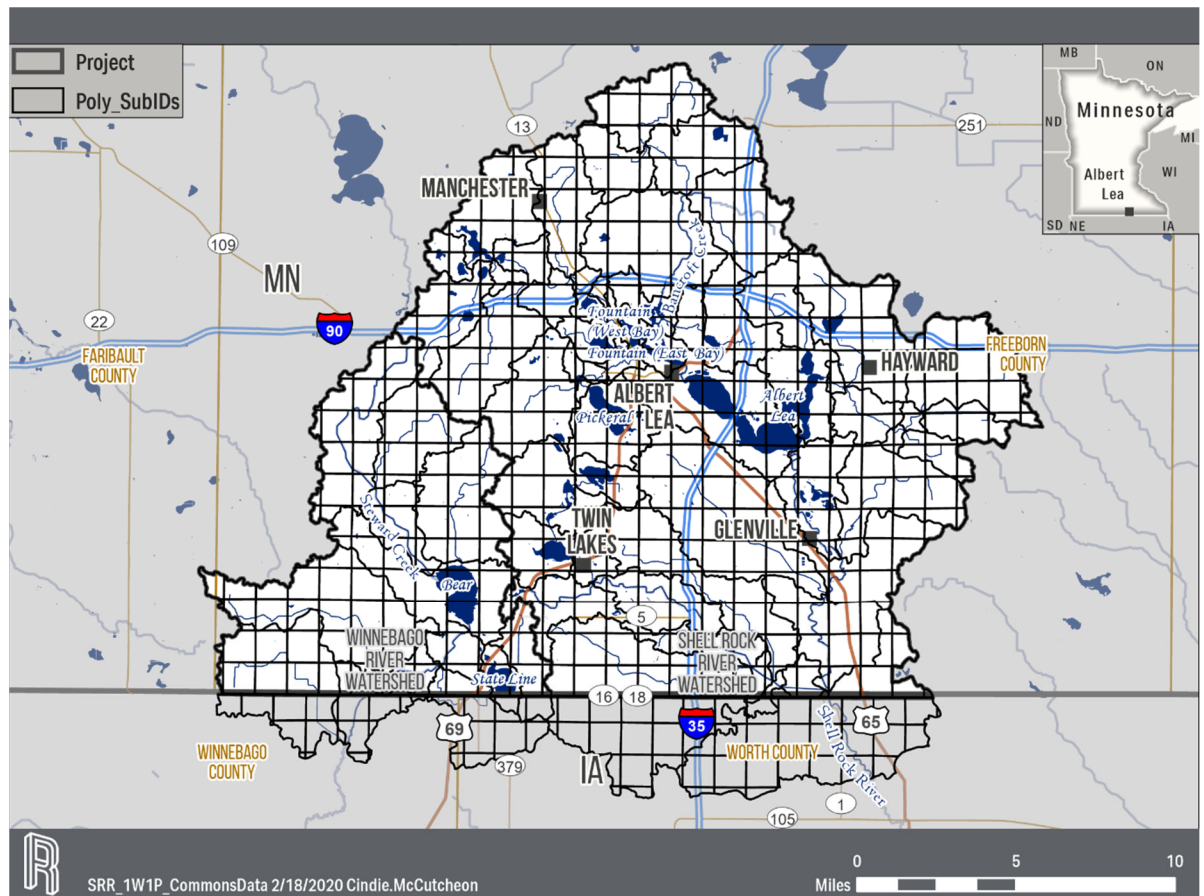 Project
Poly_SubIDs
MB
ON
ND
Minnesota
MI
WI
Albert
Lea
SD
NE
IA
13
251
MANCHESTER
109
MN
Bancroft Creek
22
90
FARIBAULT
COUNTY
Fountain
(West Bay)
Fountain (East Bay)
HAYWARD
FREEBORN
COUNTY
ALBERT
LEA
Pickeral
Albert
Lea
Steward Creek
TWIN
LAKES
GLENVILLE
Bear
5
WINNEBAGO
RIVER
WATERSHED
SHELL ROCK
RIVER
WATERSHED
State Line
16
18
69
35
65
WINNEBAGO
COUNTY
379
IA
WORTH COUNTY
Shell Rock River
1
105
SRR_1W1P_CommonsData 2/18/2020 Cindie.McCutcheon
0
5
10
Miles